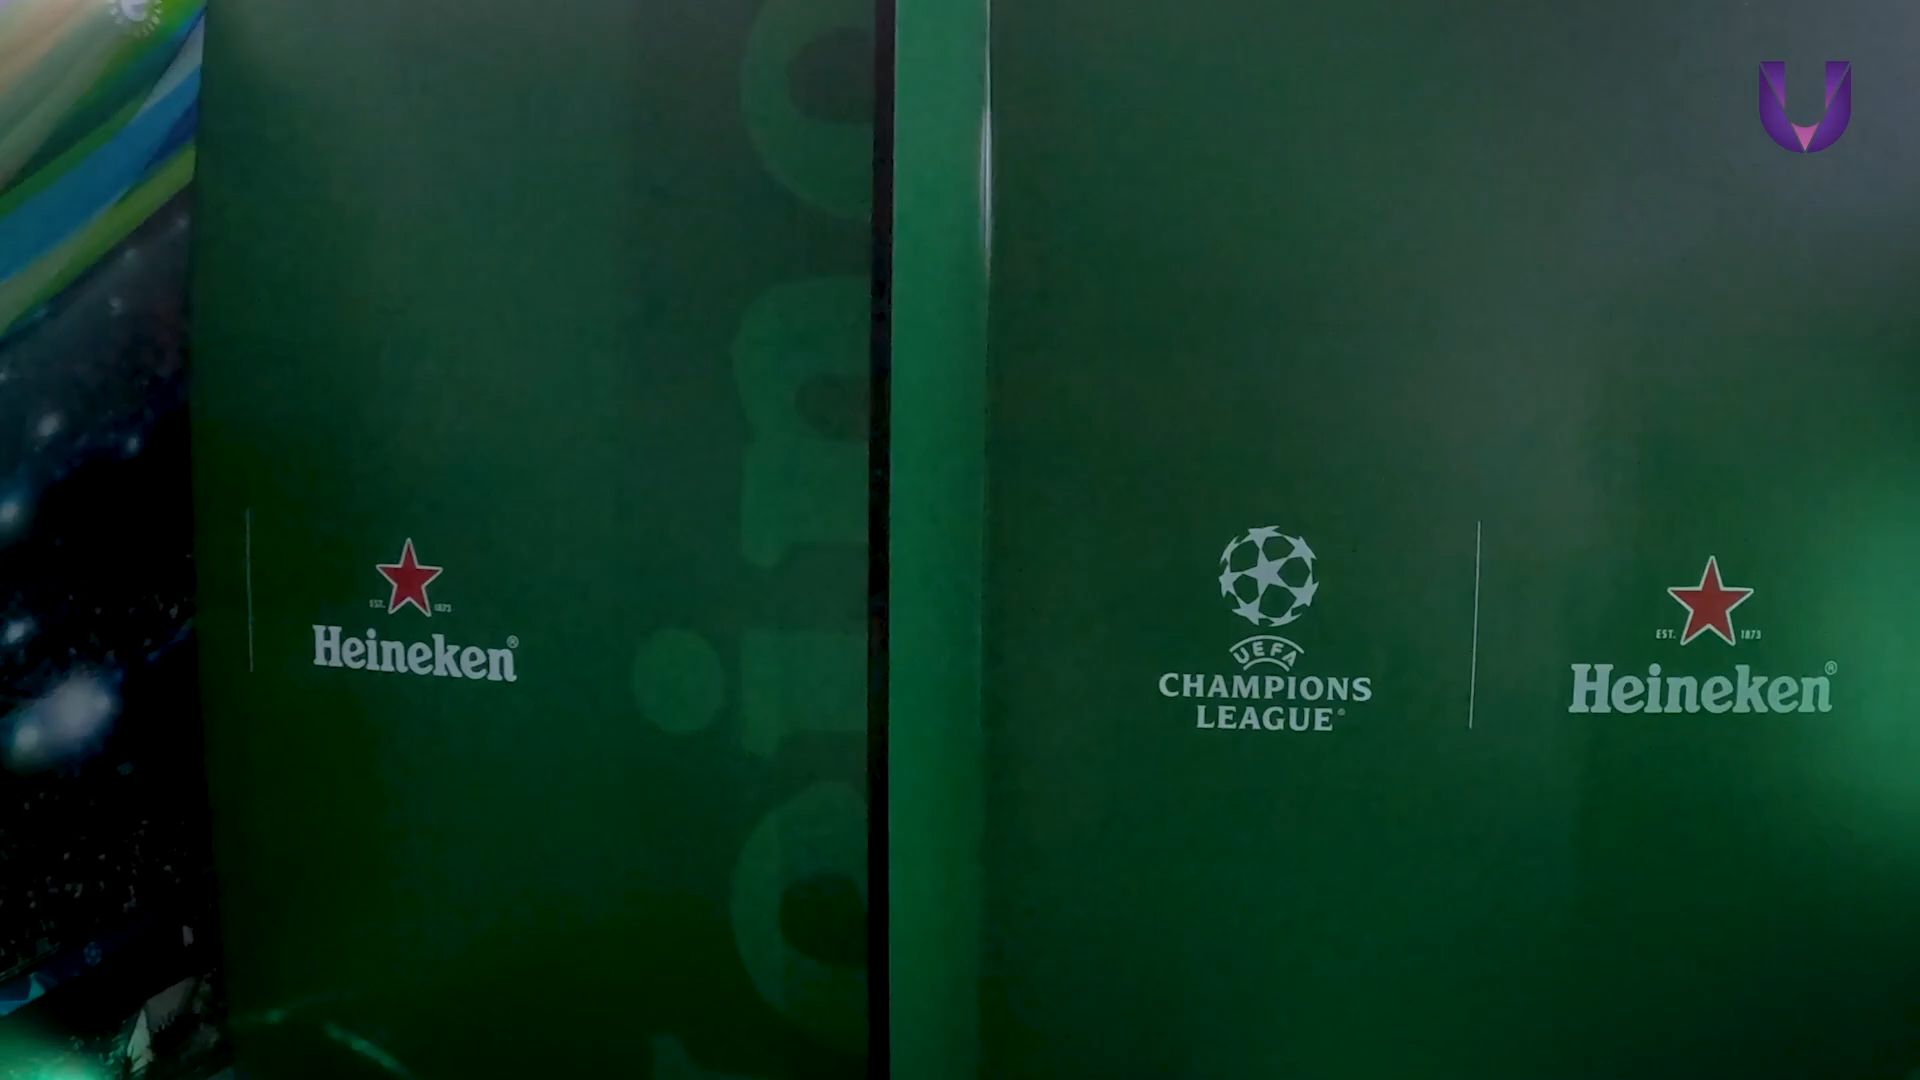 EST. 1873
Heineken®
UEFA
CHAMPIONS
LEAGUE®
EST. 1873
Heineken®